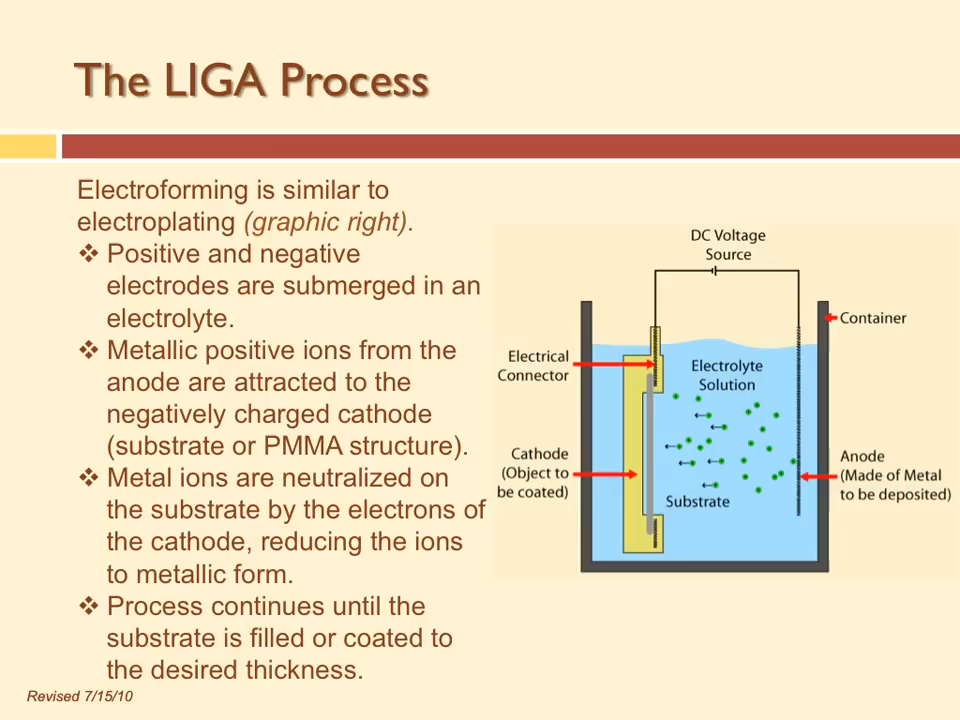 The LIGA Process
Electroforming is similar to
electroplating (graphic right).
❖ Positive and negative
electrodes are submerged in an
electrolyte.
❖ Metallic positive ions from the
anode are attracted to the
negatively charged cathode
(substrate or PMMA structure).
❖ Metal ions are neutralized on
the substrate by the electrons of
the cathode, reducing the ions
to metallic form.
❖ Process continues until the
substrate is filled or coated to
the desired thickness.
DC Voltage
Source
Container
Electrical
Connector
Electrolyte
Solution
Cathode
(Object to
be coated)
Substrate
Anode
(Made of Metal
to be deposited)
Revised 7/15/10